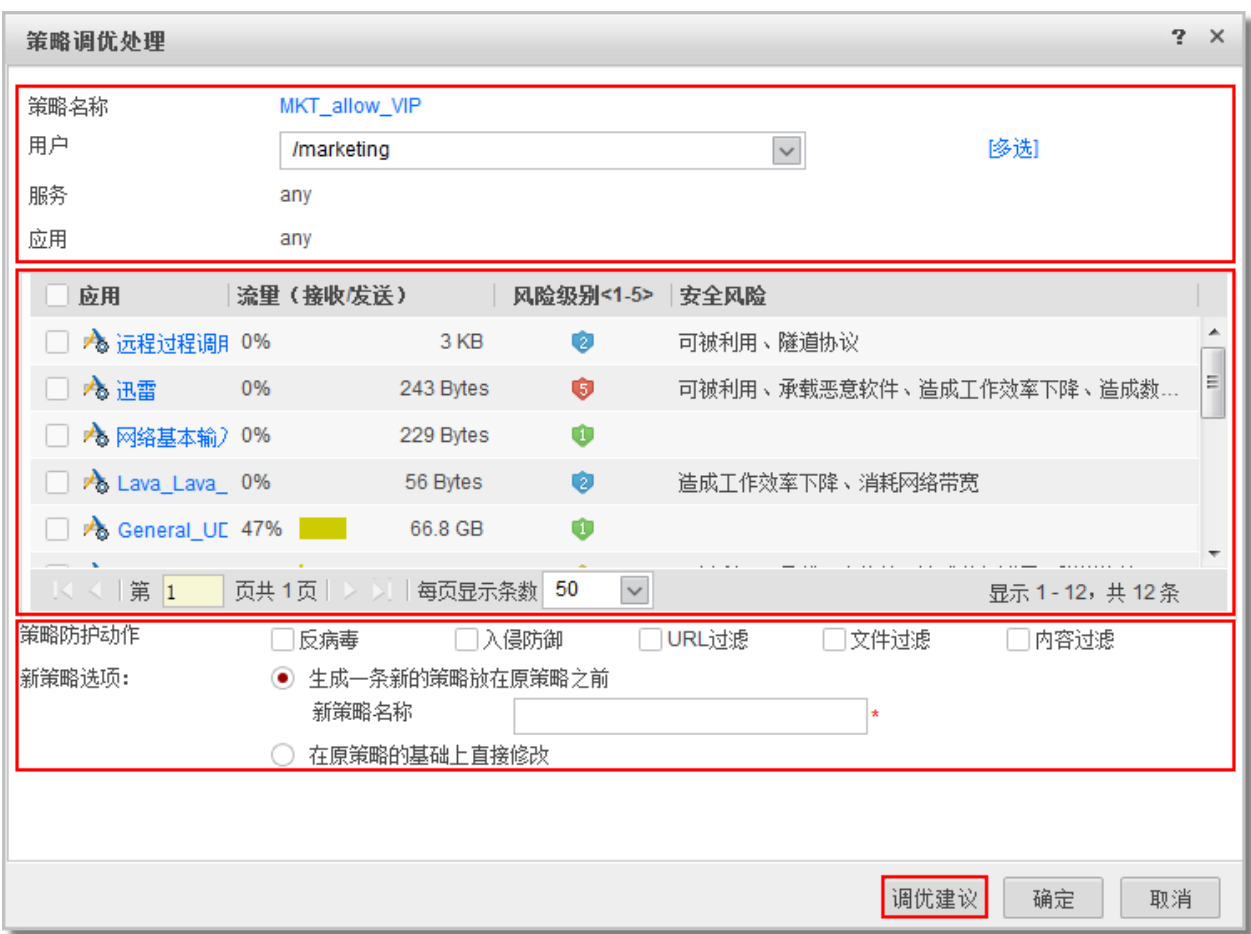 策略调优处理 ? ×
策略名称 MKT_allow_VIP
用户 /marketing [多选]
服务 any
应用 any
应用 流量（接收/发送） 风险级别<1-5> 安全风险
远程过程调用 0% 3 KB 2 可被利用、隧道协议
迅雷 0% 243 Bytes 5 可被利用、承载恶意软件、造成工作效率下降、造成数...
网络基本输入 0% 229 Bytes 1
Lava_Lava_ 0% 56 Bytes 2 造成工作效率下降、消耗网络带宽
General_UD 47% 66.8 GB 1
第 1 页共 1 页 每页显示条数 50 显示 1 - 12，共 12 条
策略防护动作 反病毒 入侵防御 URL过滤 文件过滤 内容过滤
新策略选项: 生成一条新的策略放在原策略之前
新策略名称 *
在原策略的基础上直接修改
调优建议 确定 取消